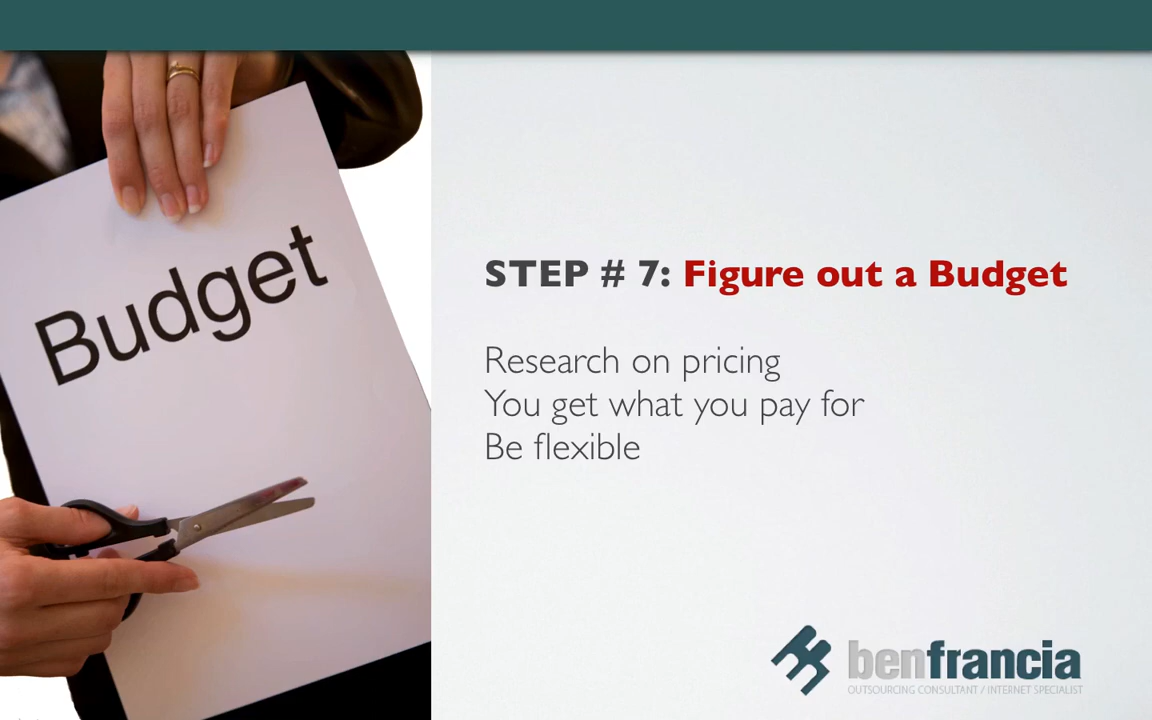 Budget
STEP # 7: Figure out a Budget
Research on pricing
You get what you pay for
Be flexible
benfrancia
OUTSOURCING CONSULTANT / INTERNET SPECIALIST